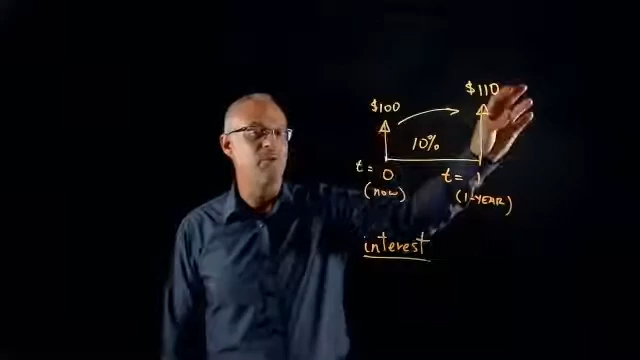 $110
$100
10%
t = 0
t = 1
(now)
(1-YEAR)
interest